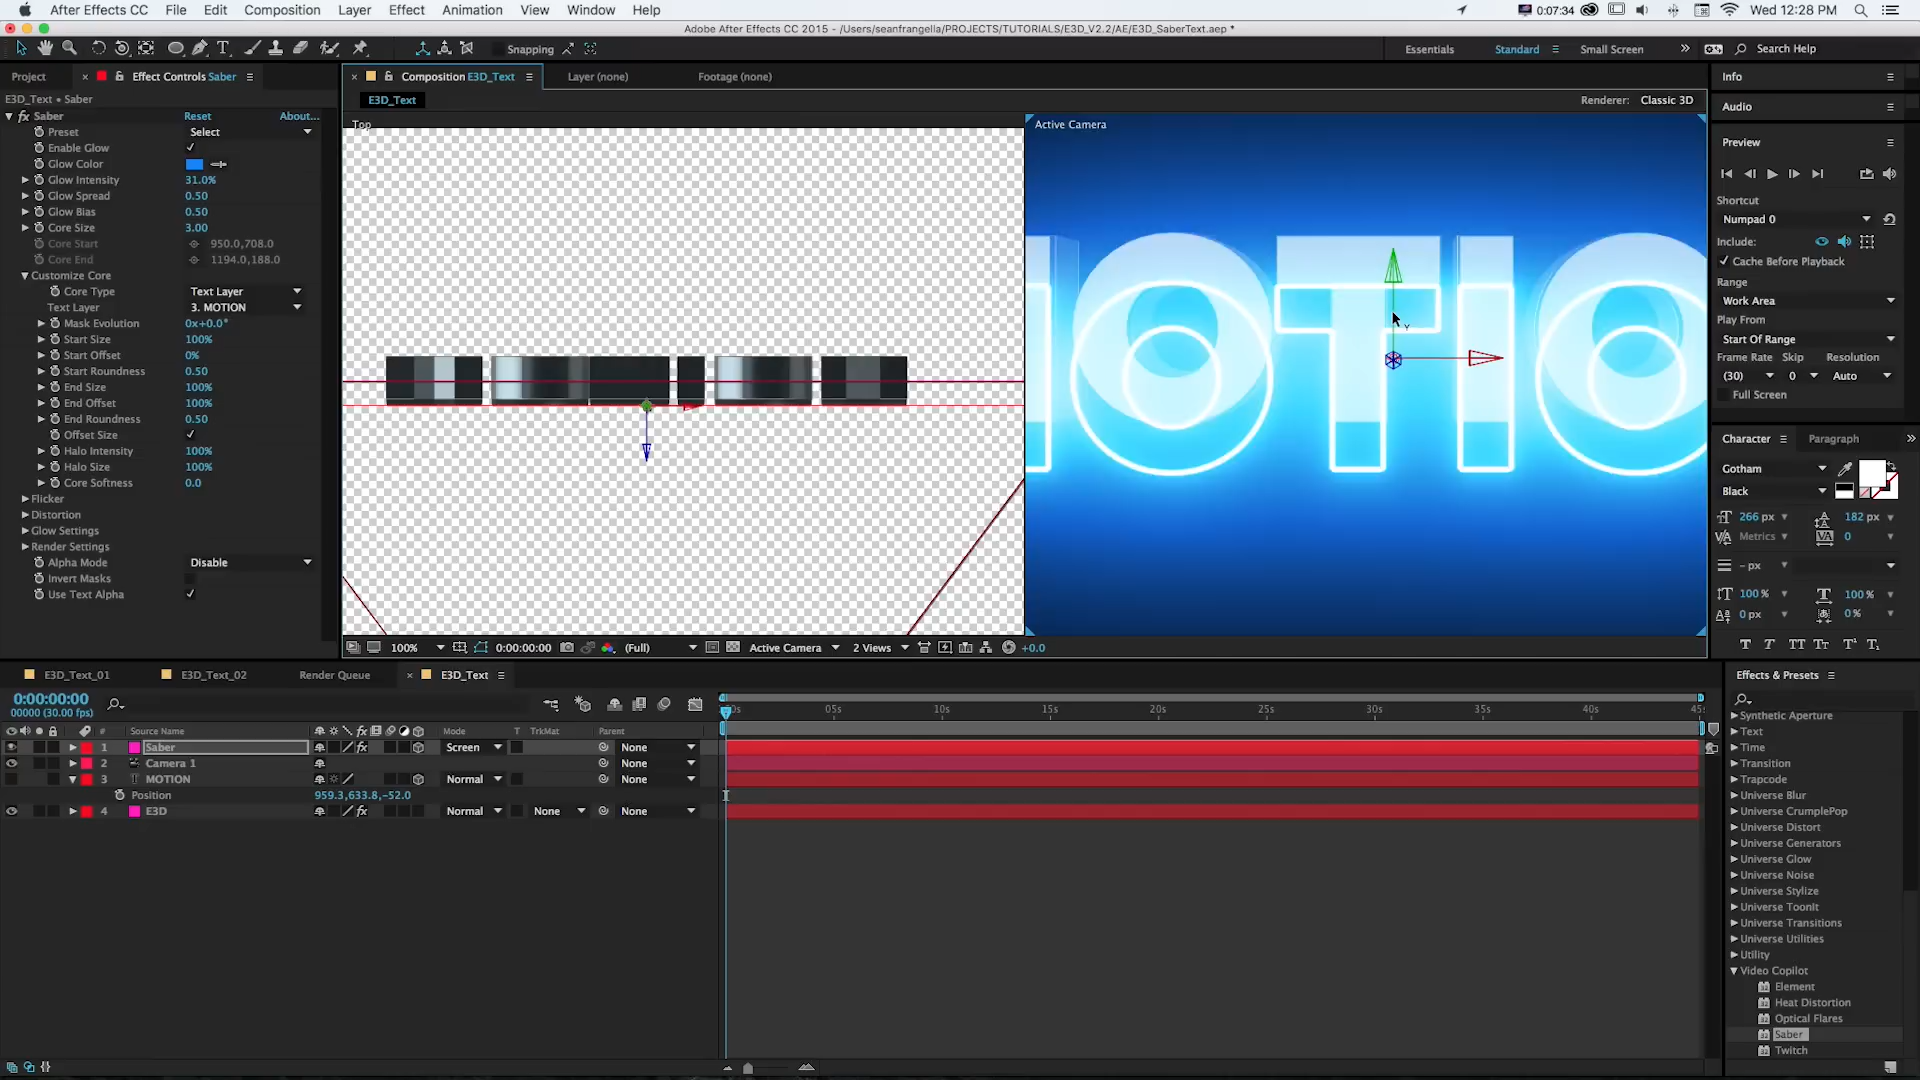 After Effects CC File Edit Composition Layer Effect Animation View Window Help
0:07:34 Wed 12:28 PM
Adobe After Effects CC 2015 - /Users/seanfrangella/PROJECTS/TUTORIALS/E3D_V2.2/AE/E3D_SaberText.aep *
Snapping Essentials Standard Small Screen Search Help
Project Effect Controls Saber
E3D_Text • Saber
fx Saber Reset About...
Preset Select
Enable Glow
Glow Color
Glow Intensity 31.0%
Glow Spread 0.50
Glow Bias 0.50
Core Size 3.00
Core Start 950.0,708.0
Core End 1194.0,188.0
Customize Core
Core Type Text Layer
Text Layer 3. MOTION
Mask Evolution 0x+0.0°
Start Size 100%
Start Offset 0%
Start Roundness 0.50
End Size 100%
End Offset 100%
End Roundness 0.50
Offset Size
Halo Intensity 100%
Halo Size 100%
Core Softness 0.0
Flicker
Distortion
Glow Settings
Render Settings
Alpha Mode Disable
Invert Masks
Use Text Alpha
Composition E3D_Text Layer (none) Footage (none)
E3D_Text Renderer: Classic 3D
Top
Active Camera
OTIO
Y
100% 0:00:00:00 (Full) Active Camera 2 Views +0.0
Info
Audio
Preview
Shortcut
Numpad 0
Include:
Cache Before Playback
Range
Work Area
Play From
Start Of Range
Frame Rate Skip Resolution
(30) 0 Auto
Full Screen
Character Paragraph
Gotham
Black
266 px 182 px
Metrics 0
- px
100 % 100 %
0 px 0 %
T T TT Tt T¹ T₁
E3D_Text_01 E3D_Text_02 Render Queue E3D_Text
0:00:00:00
00000 (30.00 fps)
05s 10s 15s 20s 25s 30s 35s 40s
# Source Name fx Mode T TrkMat Parent
1 Saber fx Screen None
2 Camera 1 None
3 T MOTION Normal None
Position 959.3,633.8,-52.0
4 E3D fx Normal None None
Effects & Presets
Synthetic Aperture
Text
Time
Transition
Trapcode
Universe Blur
Universe CrumplePop
Universe Distort
Universe Generators
Universe Glow
Universe Noise
Universe Stylize
Universe ToonIt
Universe Transitions
Universe Utilities
Utility
Video Copilot
Element
Heat Distortion
Optical Flares
Saber
Twitch